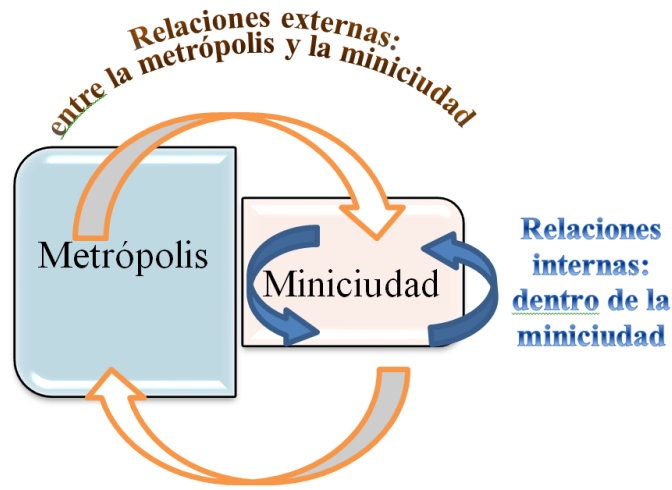 Relaciones externas:
entre la metrópolis y la miniciudad
Metrópolis
Miniciudad
Relaciones
internas:
dentro de la
miniciudad